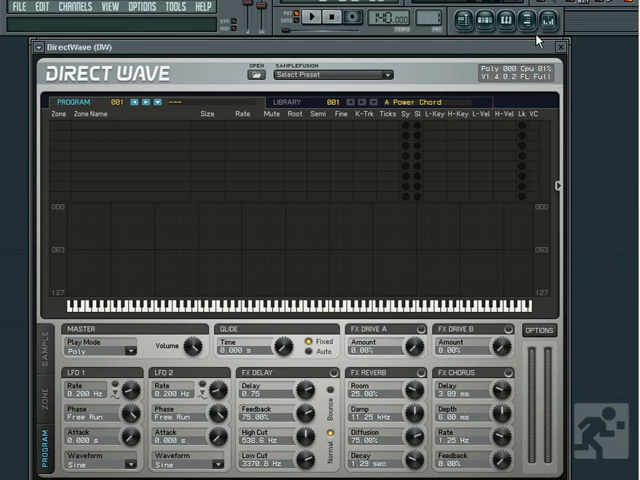 FILE EDIT CHANNELS VIEW OPTIONS TOOLS HELP
PAT
SONG
140.000
TEMPO
PAT
DirectWave (DW)
DIRECT WAVE
OPEN
SAMPLEFUSION
Select Preset
Poly 000 Cpu 01%
V1.4.0.2 FL Full
PROGRAM 001 ---
LIBRARY 001 A Power Chord
Zone Zone Name Size Rate Mute Root Semi Fine K-Trk Ticks Sy Sl L-Key H-Key L-Vel H-Vel Lk VC
000 000
063 063
127 127
SAMPLE
ZONE
PROGRAM
MASTER
Play Mode
Poly
Volume
GLIDE
Time
0.000 s
Fixed
Auto
FX DRIVE A
Amount
0.00%
FX DRIVE B
Amount
0.00%
OPTIONS
LFO 1
Rate
0.200 Hz
Phase
Free Run
Attack
0.000 s
Waveform
Sine
LFO 2
Rate
0.200 Hz
Phase
Free Run
Attack
0.000 s
Waveform
Sine
FX DELAY
Delay
0.75
Feedback
75.00%
High Cut
538.6 Hz
Low Cut
3370.8 Hz
Bounce
Normal
FX REVERB
Room
25.00%
Damp
11.25 kHz
Diffusion
75.00%
Decay
1.29 sec
FX CHORUS
Delay
3.09 ms
Depth
6.00 ms
Rate
1.25 Hz
Feedback
0.00%